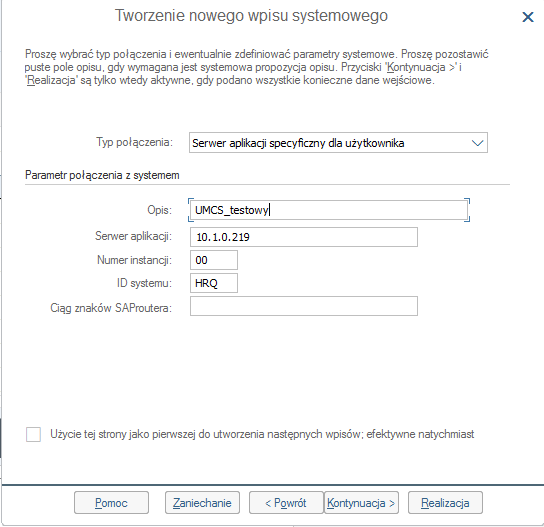 Tworzenie nowego wpisu systemowego
Proszę wybrać typ połączenia i ewentualnie zdefiniować parametry systemowe. Proszę pozostawić
puste pole opisu, gdy wymagana jest systemowa propozycja opisu. Przyciski 'Kontynuacja >' i
'Realizacja' są tylko wtedy aktywne, gdy podano wszystkie konieczne dane wejściowe.
Typ połączenia: Serwer aplikacji specyficzny dla użytkownika
Parametr połączenia z systemem
Opis: UMCS_testowy
Serwer aplikacji: 10.1.0.219
Numer instancji: 00
ID systemu: HRQ
Ciąg znaków SAProutera:
Użycie tej strony jako pierwszej do utworzenia następnych wpisów; efektywne natychmiast
Pomoc Zaniechanie < Powrót Kontynuacja > Realizacja